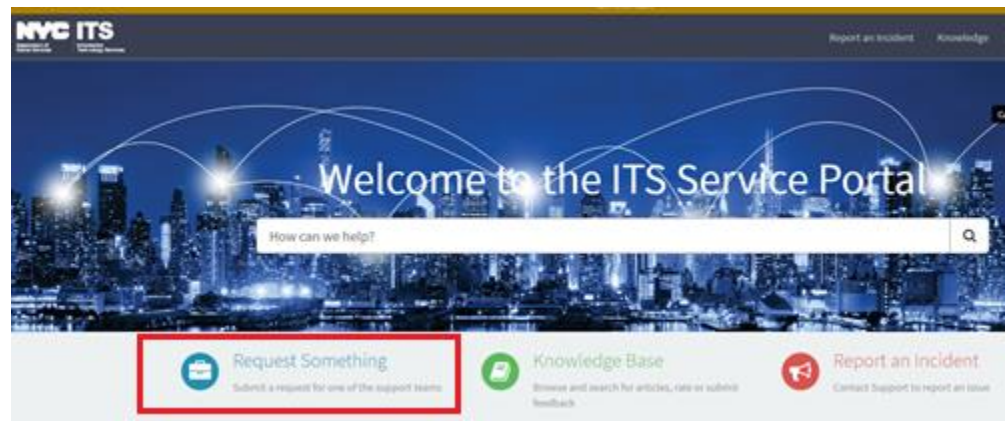 NYC ITS
Report an Incident Knowledge
Welcome to the ITS Service Portal
How can we help?
Request Something
Submit a request for one of the support teams
Knowledge Base
Browse and search for articles, rate or submit
feedback
Report an Incident
Contact Support to report an issue